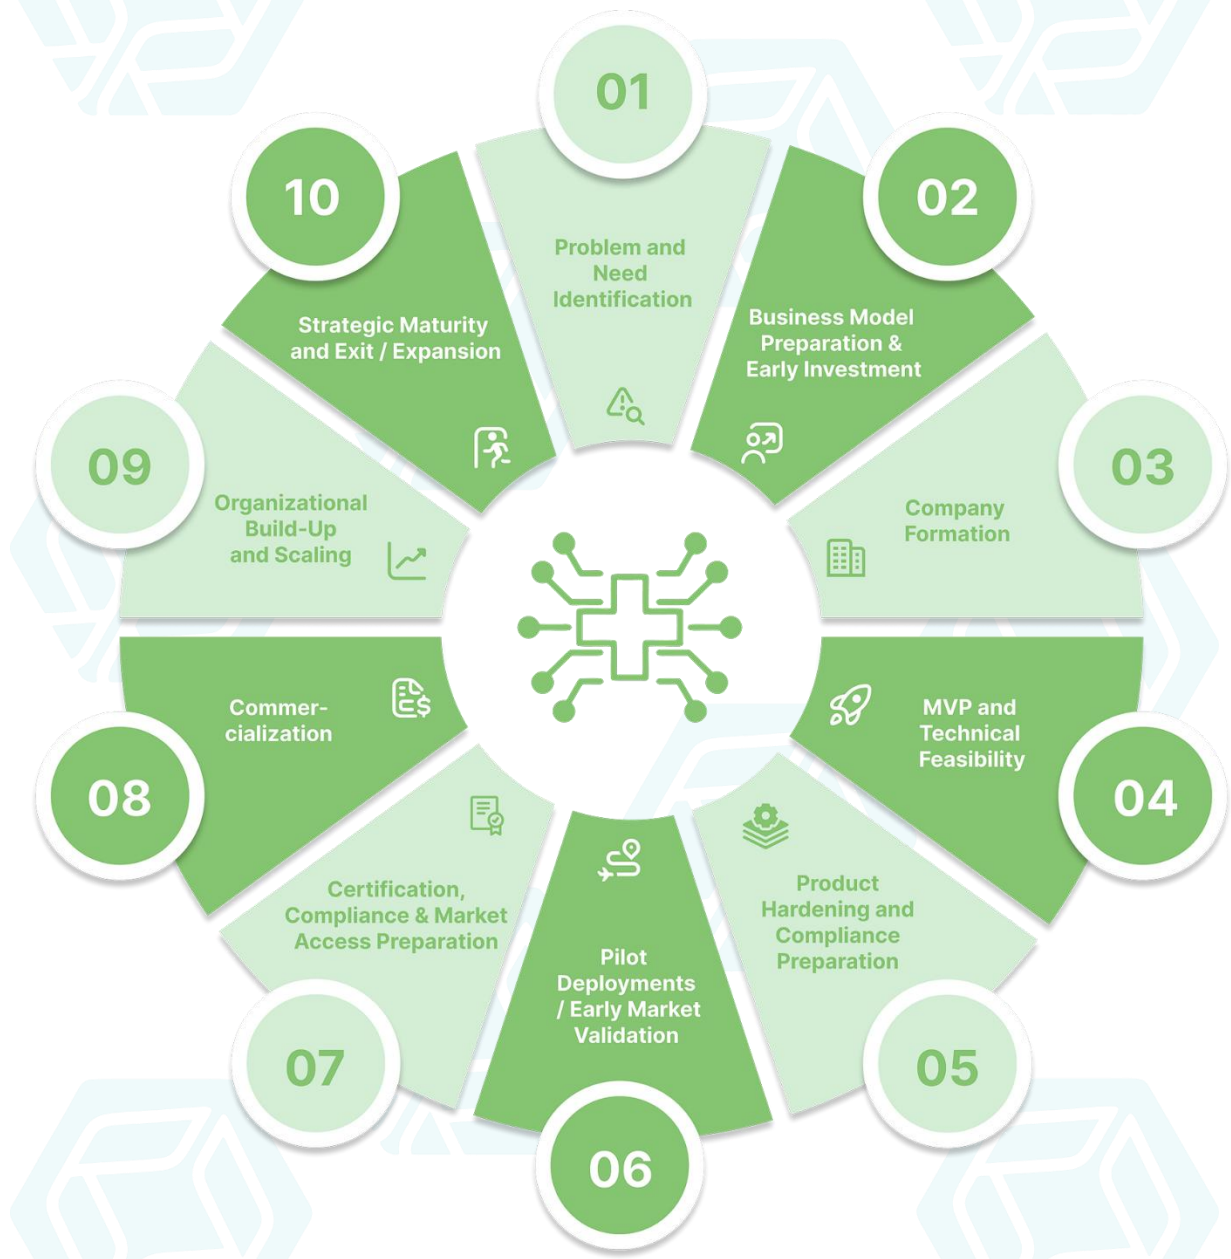 01
Problem and
Need
Identification
02
Business Model
Preparation &
Early Investment
03
Company
Formation
04
MVP and
Technical
Feasibility
05
Product
Hardening and
Compliance
Preparation
06
Pilot
Deployments
/ Early Market
Validation
07
Certification,
Compliance & Market
Access Preparation
08
Commer-
cialization
09
Organizational
Build-Up
and Scaling
10
Strategic Maturity
and Exit / Expansion